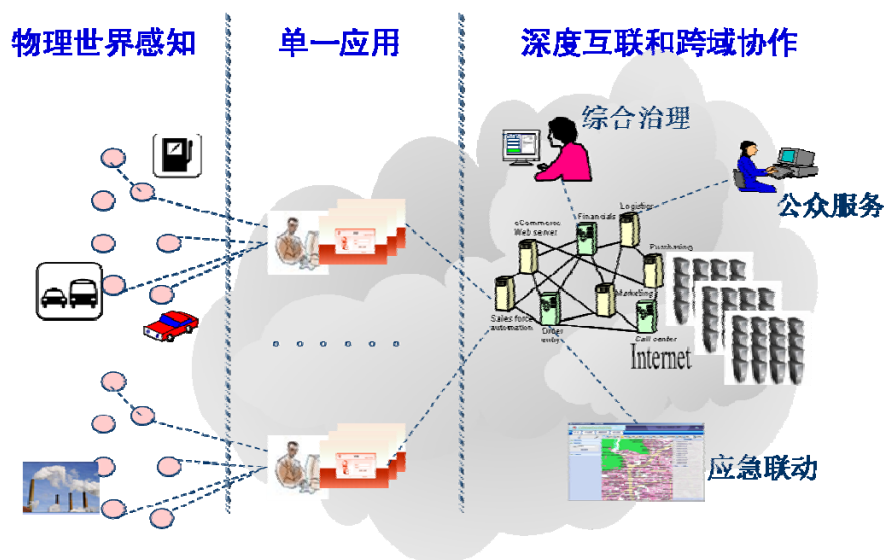 物理世界感知
单一应用
深度互联和跨域协作
综合治理
公众服务
Logistics
Financials
eCommerce
Web server
Purchasing
Marketing
Sales force
automation
Order
Call center
Internet
应急联动